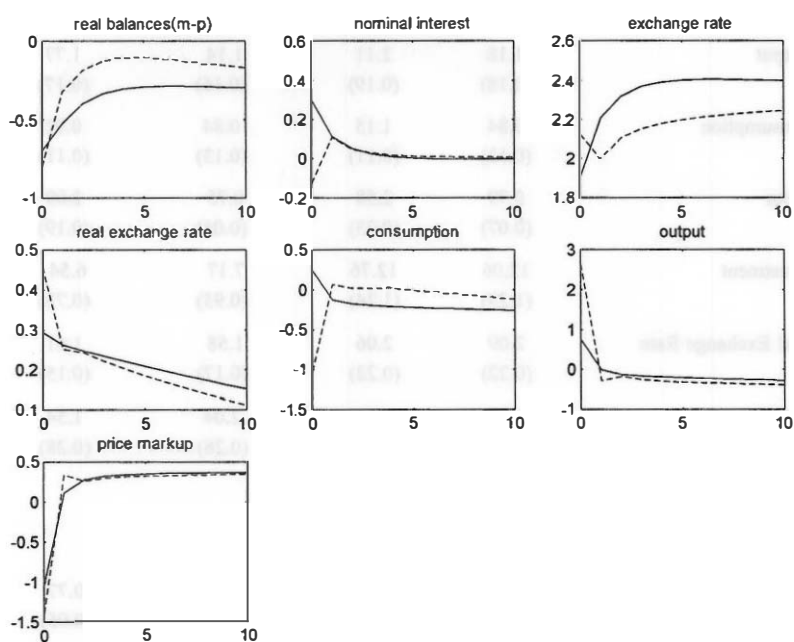 real balances(m-p) nominal interest exchange rate
0 0.6 2.6
0.4 2.4
-0.5 0.2 2.2
0 2
-1 -0.2 1.8
0 5 10 0 5 10 0 5 10
real exchange rate consumption output
0.5 0.5 3
0.4 0 2
0.3 -0.5 1
0.2 -1 0
0.1 -1.5 -1
0 5 10 0 5 10 0 5 10
price markup
0.5
0
-0.5
-1
-1.5
0 5 10